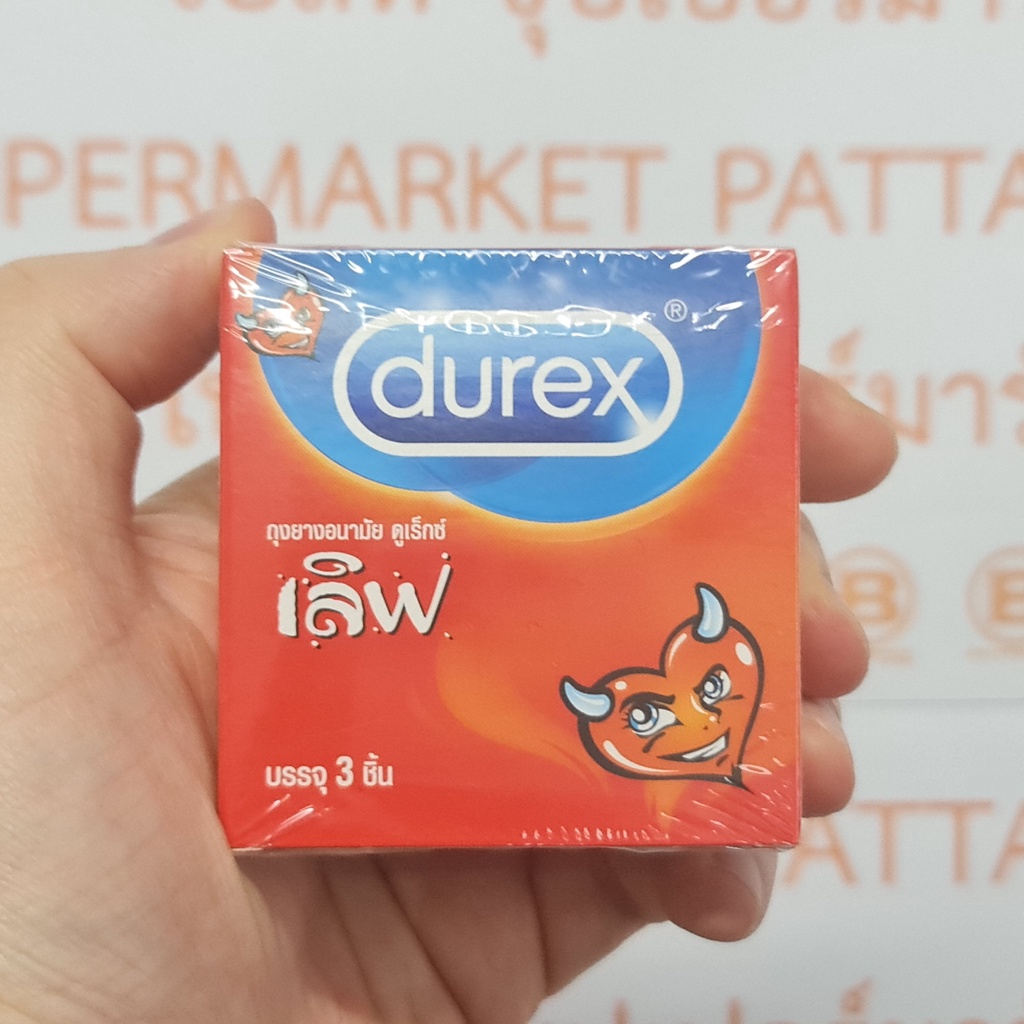 PERMARKET PATTA
durex®
ถุงยางอนามัย ดูเร็กซ์
เลิฟ
บรรจุ 3 ชิ้น
B
B
PATTA